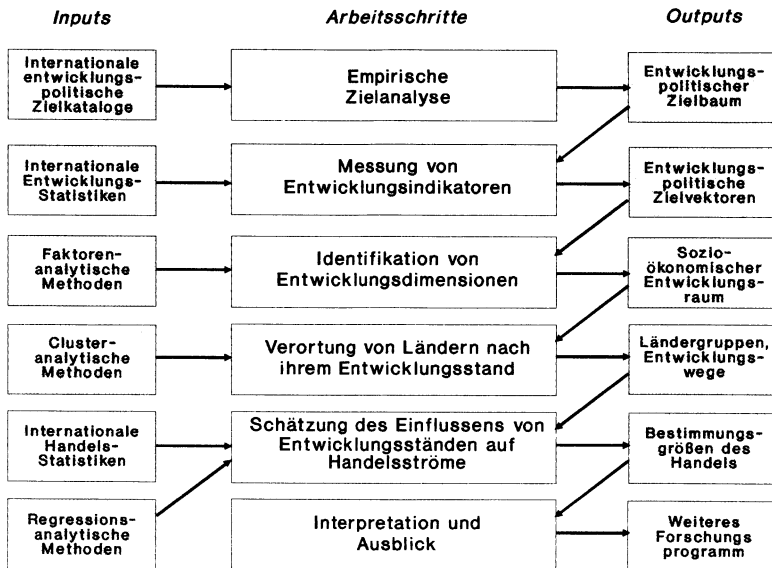 Inputs
Arbeitsschritte
Outputs
Internationale
entwicklungs-
politische
Zielkataloge
Empirische
Zielanalyse
Entwicklungs-
politischer
Zielbaum
Internationale
Entwicklungs-
Statistiken
Messung von
Entwicklungsindikatoren
Entwicklungs-
politische
Zielvektoren
Faktoren-
analytische
Methoden
Identifikation von
Entwicklungsdimensionen
Sozio-
ökonomischer
Entwicklungs-
raum
Cluster-
analytische
Methoden
Verortung von Ländern nach
ihrem Entwicklungsstand
Ländergruppen,
Entwicklungs-
wege
Internationale
Handels-
Statistiken
Schätzung des Einflussens von
Entwicklungsständen auf
Handelsströme
Bestimmungs-
größen des
Handels
Regressions-
analytische
Methoden
Interpretation und
Ausblick
Weiteres
Forschungs
programm